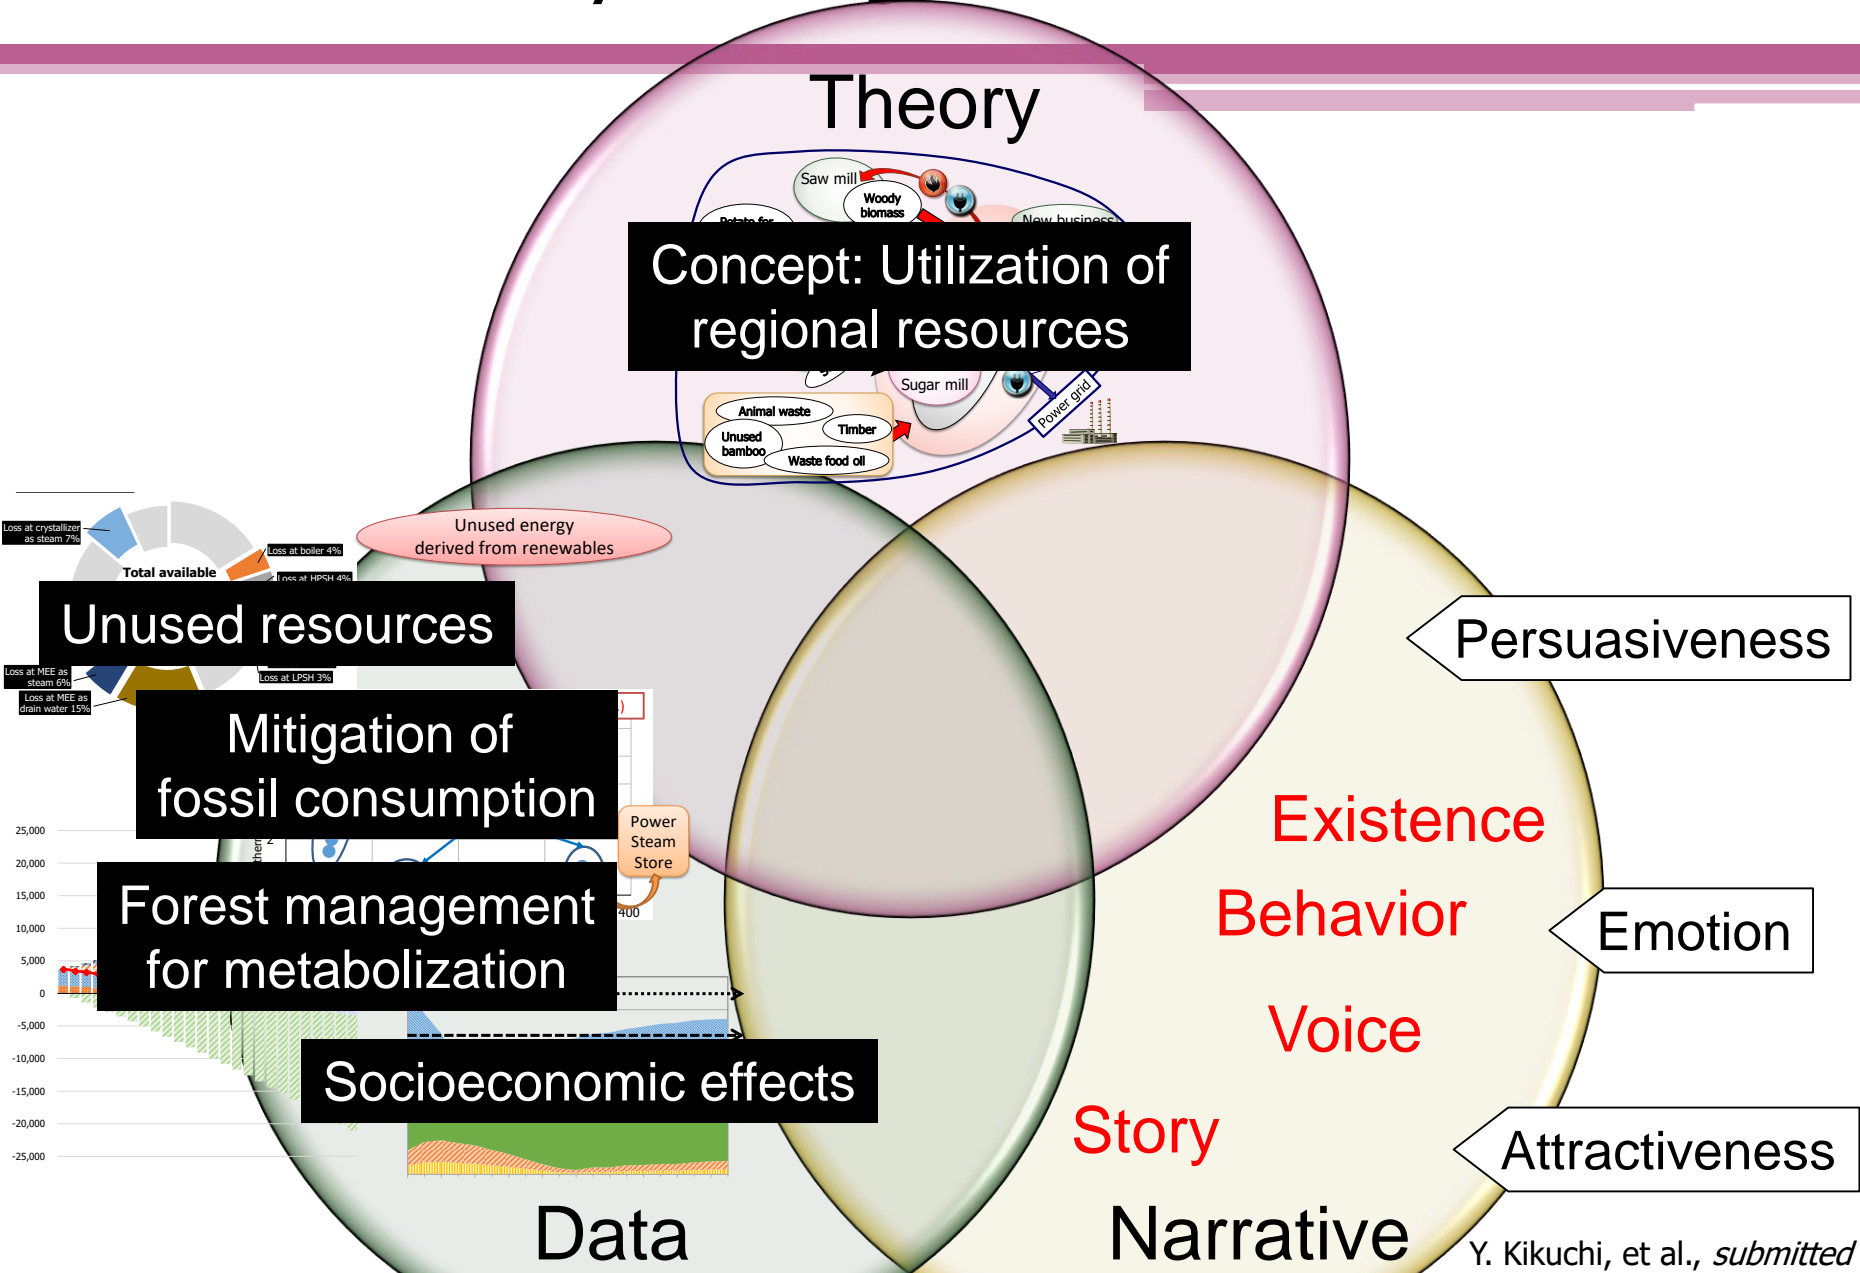 Theory
Saw mill
Woody
biomass
New business
Concept: Utilization of
regional resources
Sugar mill
Power grid
Animal waste
Timber
Unused
bamboo
Waste food oil
Unused energy
derived from renewables
Loss at crystallizer
as steam 7%
Loss at boiler 4%
Total available
Loss at HPSH 4%
Unused resources
Loss at MEE as
steam 6%
Loss at LPSH 3%
Loss at MEE as
drain water 15%
Persuasiveness
Mitigation of
fossil consumption
Existence
Power
Steam
Store
25,000
20,000
15,000
10,000
5,000
0
-5,000
-10,000
-15,000
-20,000
-25,000
400
Forest management
for metabolization
Behavior
Emotion
Voice
Socioeconomic effects
Story
Attractiveness
Data
Narrative
Y. Kikuchi, et al., submitted